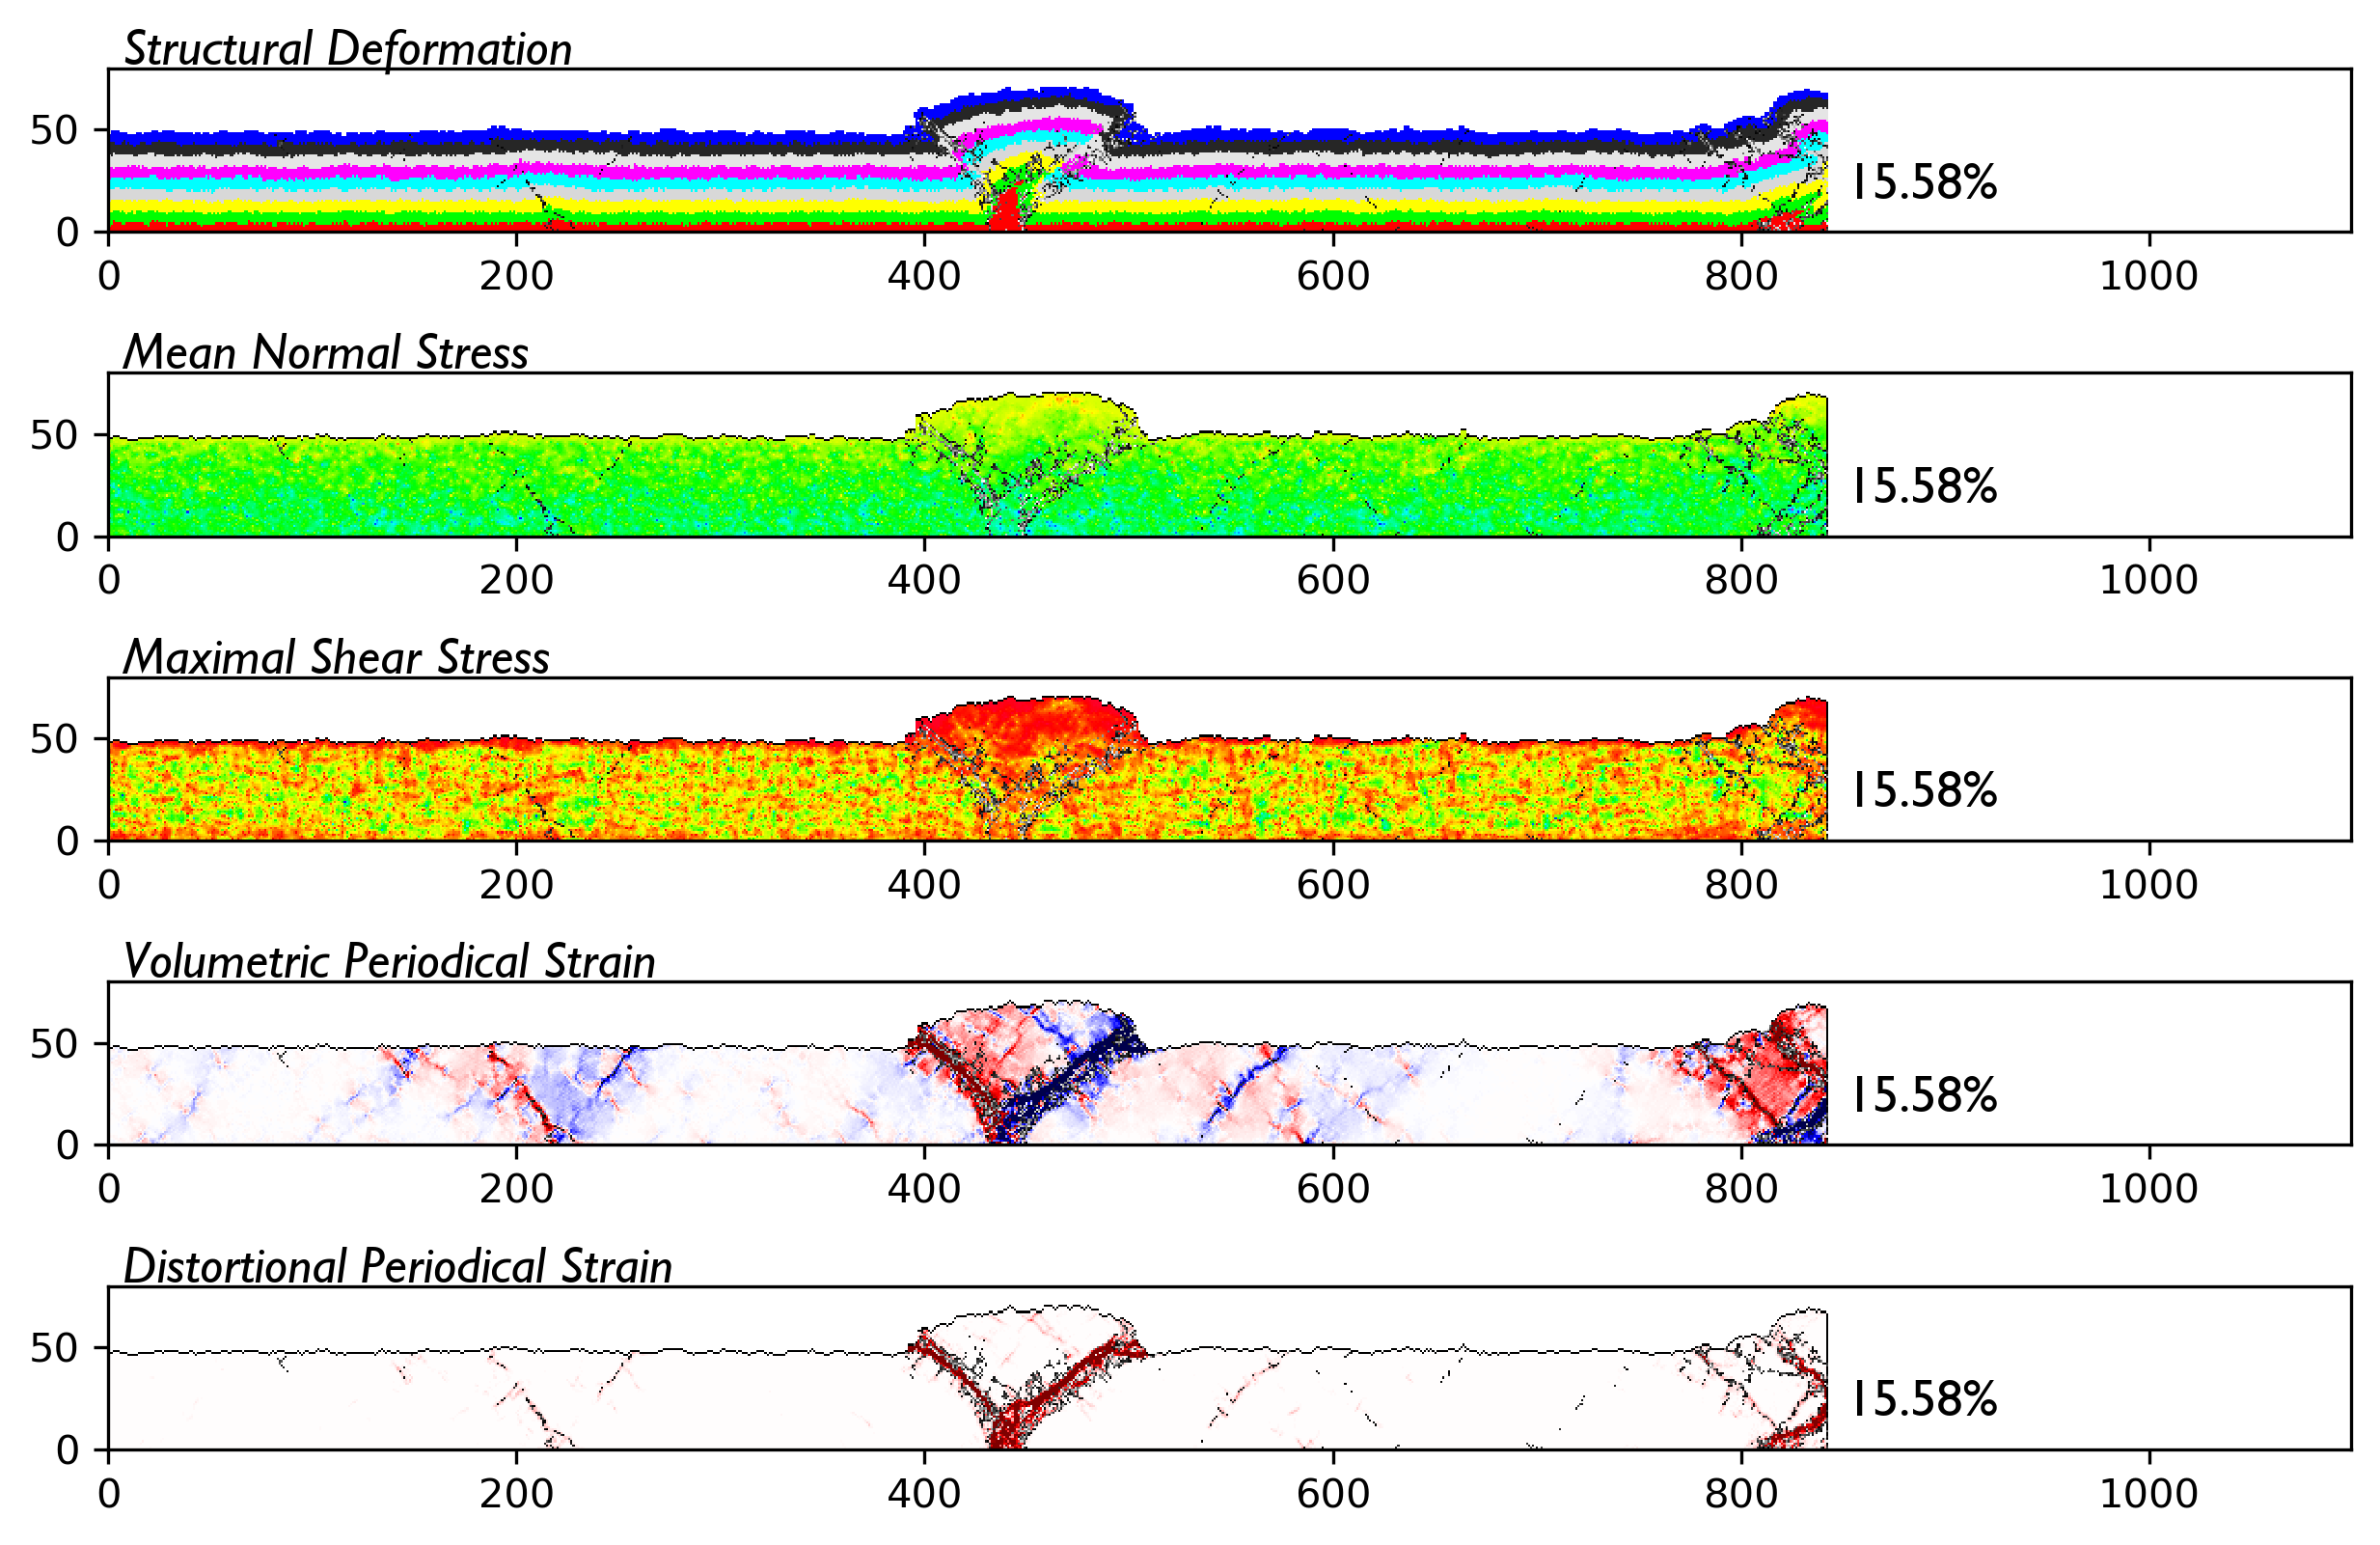 Structural Deformation
50
0
15.58%
0 200 400 600 800 1000
Mean Normal Stress
50
0
15.58%
0 200 400 600 800 1000
Maximal Shear Stress
50
0
15.58%
0 200 400 600 800 1000
Volumetric Periodical Strain
50
0
15.58%
0 200 400 600 800 1000
Distortional Periodical Strain
50
0
15.58%
0 200 400 600 800 1000